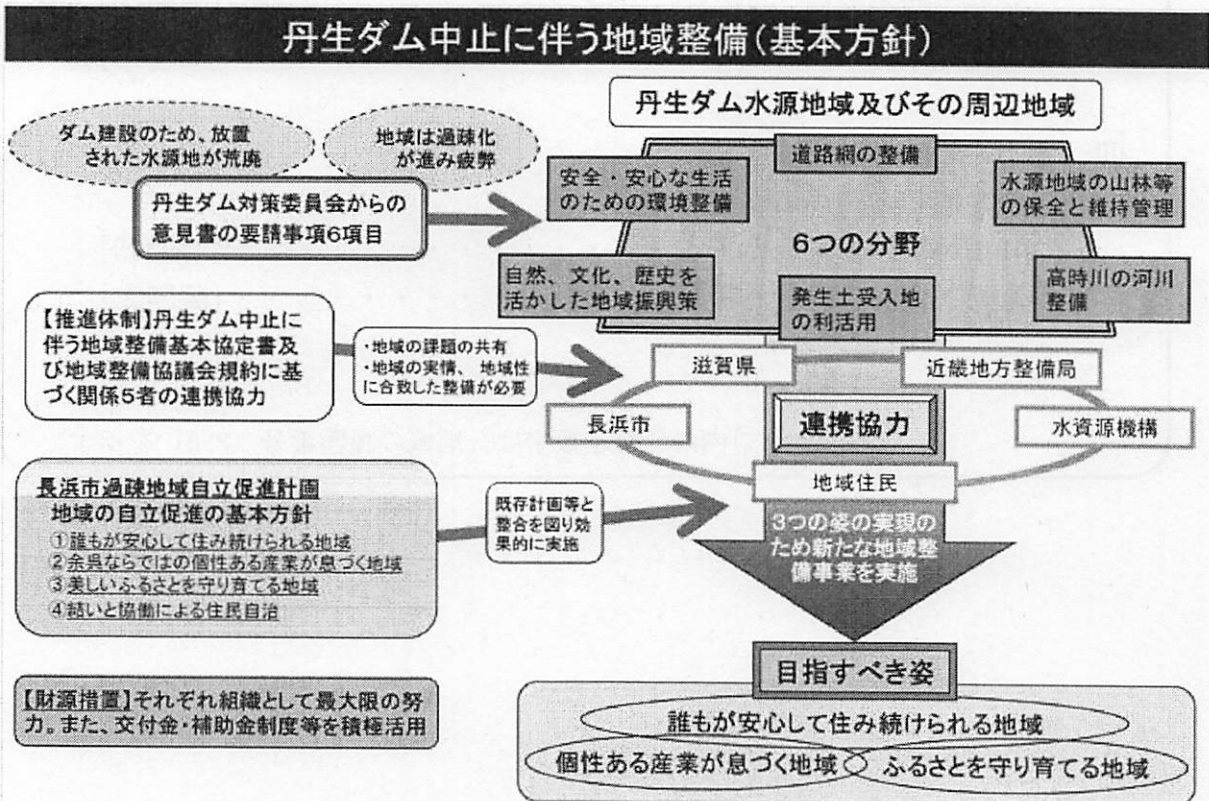 丹生ダム中止に伴う地域整備（基本方針）
丹生ダム水源地域及びその周辺地域
ダム建設のため、放置
された水源地が荒廃
地域は過疎化
が進み疲弊
丹生ダム対策委員会からの
意見書の要請事項6項目
道路網の整備
安全・安心な生活
のための環境整備
水源地域の山林等
の保全と維持管理
6つの分野
自然、文化、歴史を
活かした地域振興策
発生土受入地
の利活用
高時川の河川
整備
【推進体制】丹生ダム中止に
伴う地域整備基本協定書及
び地域整備協議会規約に基
づく関係5者の連携協力
・地域の課題の共有
・地域の実情、地域性
に合致した整備が必要
滋賀県
近畿地方整備局
長浜市
連携協力
水資源機構
地域住民
長浜市過疎地域自立促進計画
地域の自立促進の基本方針
①誰もが安心して住み続けられる地域
②余呉ならではの個性ある産業が息づく地域
③美しいふるさとを守り育てる地域
④結いと協働による住民自治
既存計画等と
整合を図り効
果的に実施
3つの姿の実現の
ため新たな地域整
備事業を実施
【財源措置】それぞれ組織として最大限の努
力。また、交付金・補助金制度等を積極活用
目指すべき姿
誰もが安心して住み続けられる地域
個性ある産業が息づく地域
ふるさとを守り育てる地域